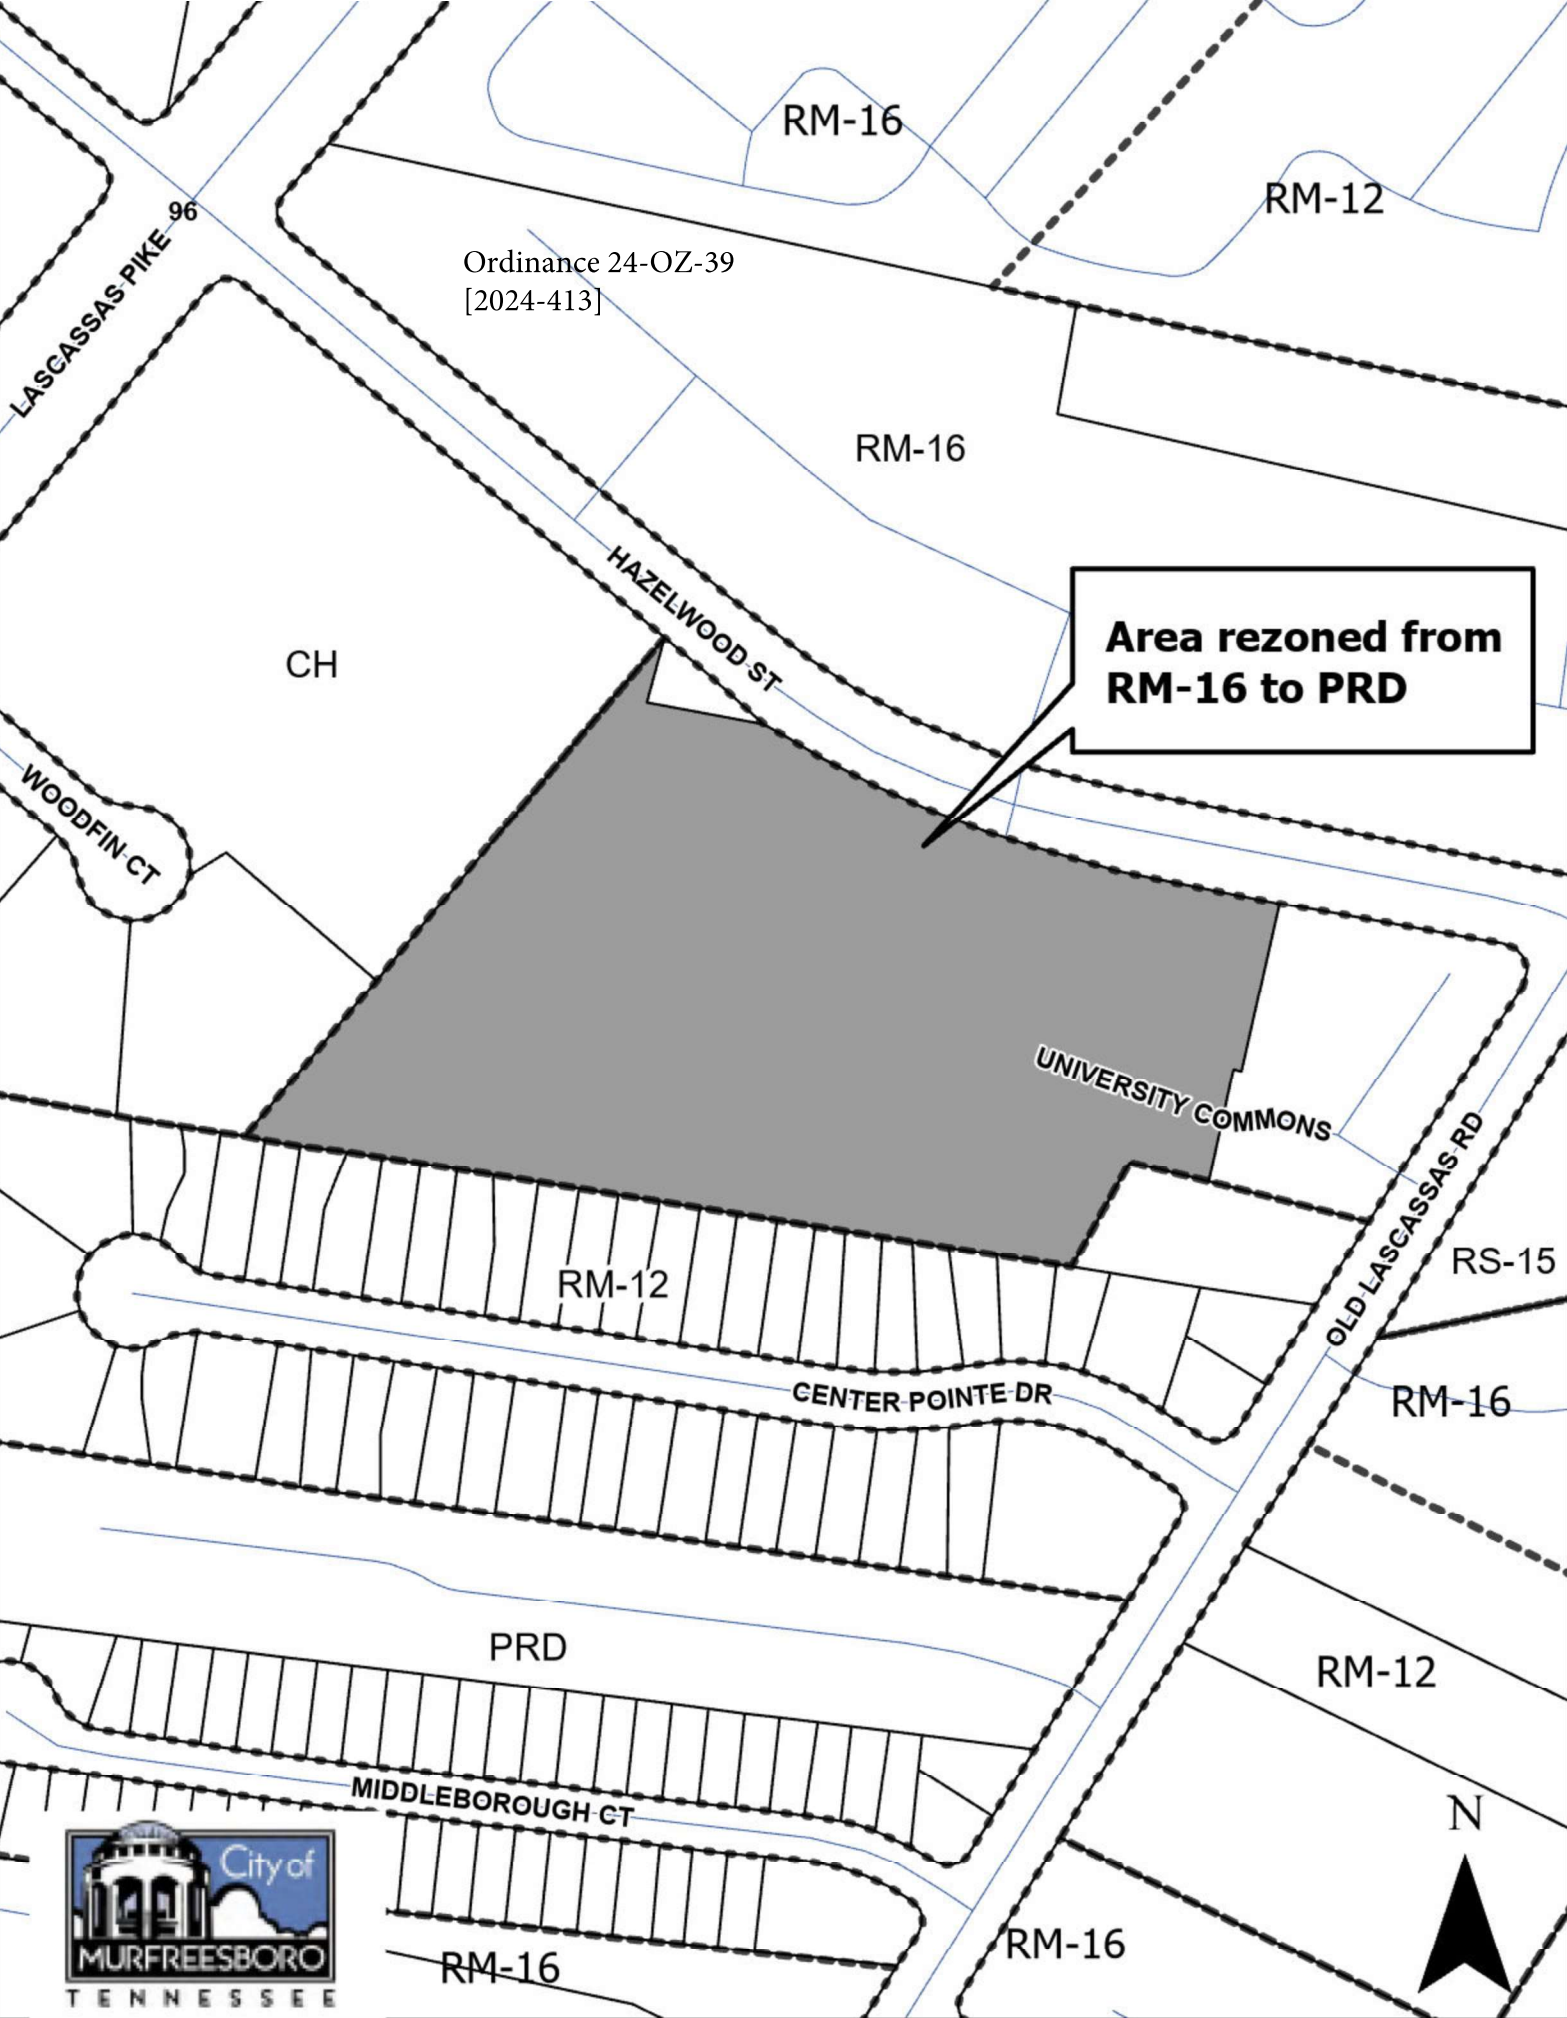 RM-16
RM-12
96
LASCASSAS PIKE
Ordinance 24-OZ-39
[2024-413]
RM-16
HAZELWOOD ST
Area rezoned from
RM-16 to PRD
CH
WOODFIN CT
UNIVERSITY COMMONS
OLD LASCASSAS RD
RS-15
RM-12
CENTER POINTE DR
RM-16
PRD
RM-12
MIDDLEBOROUGH CT
N
City of
MURFREESBORO
TENNESSEE
RM-16
RM-16